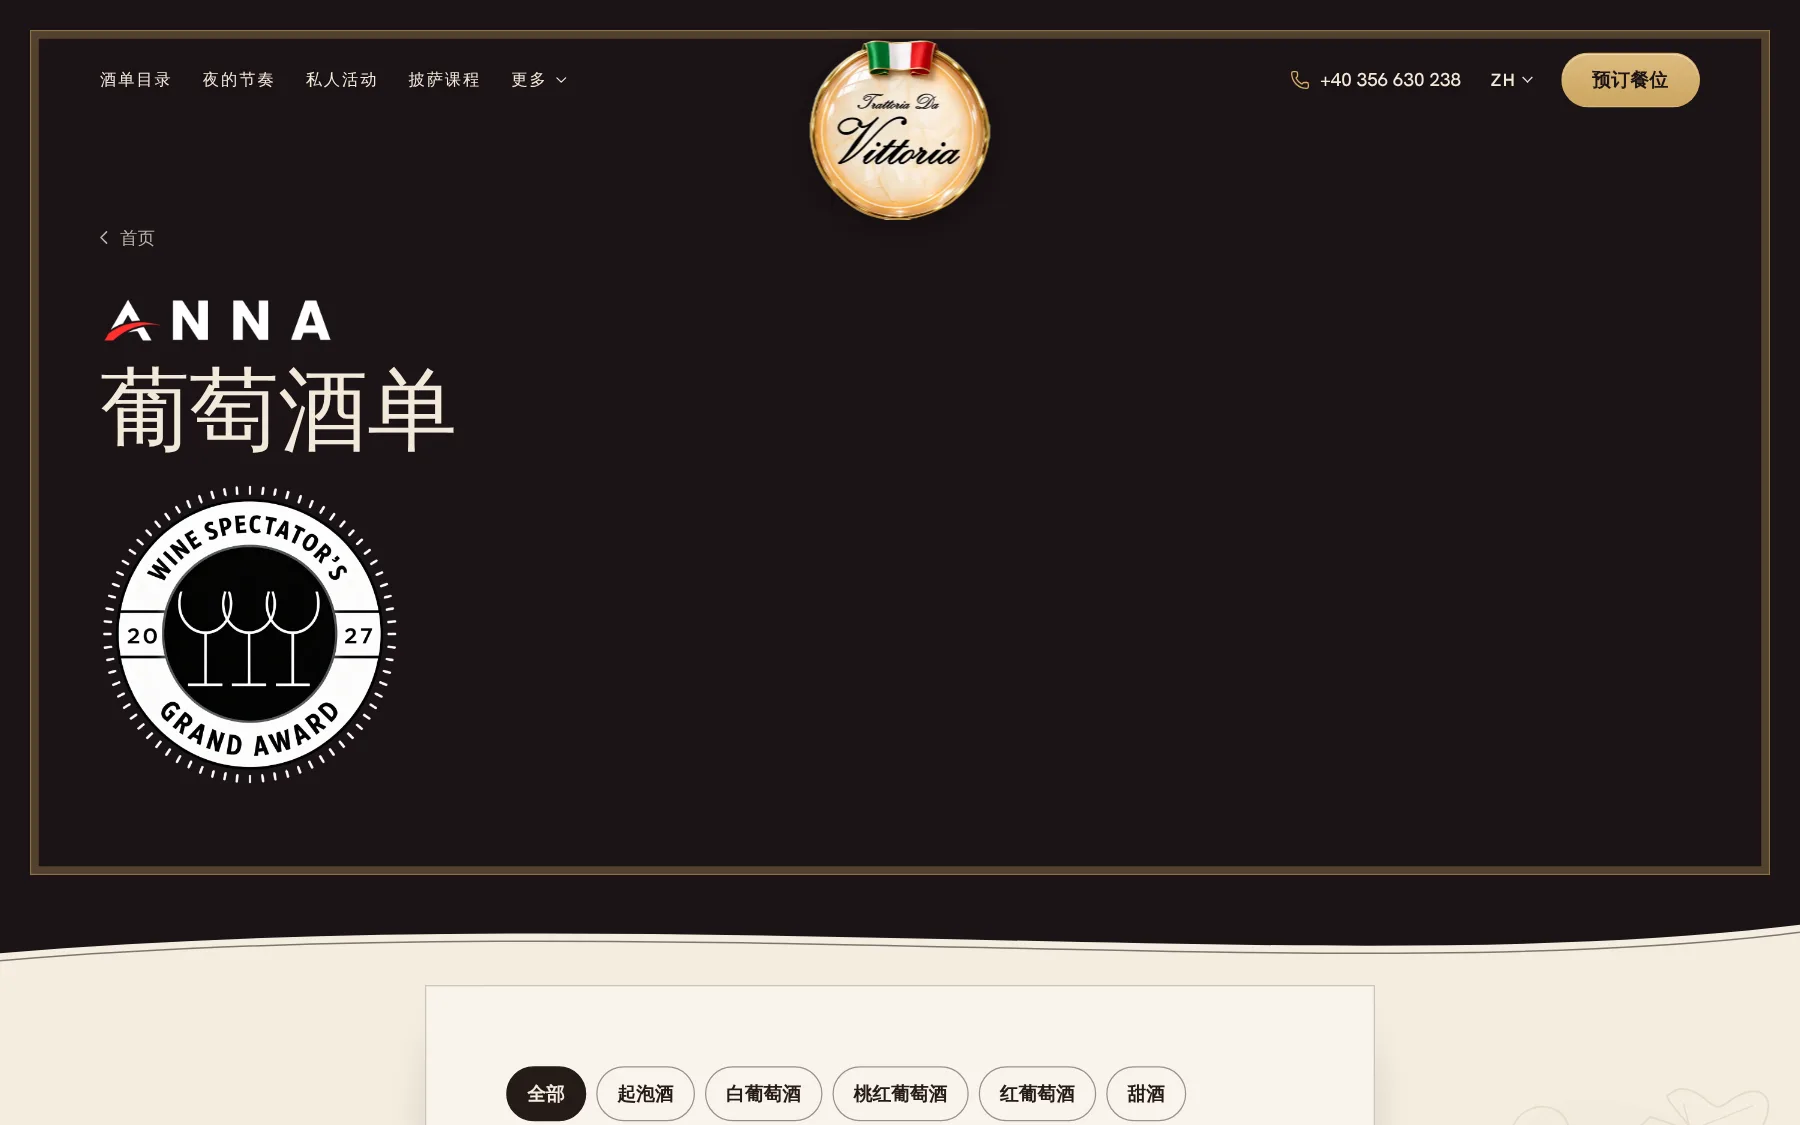 酒单目录 夜的节奏 私人活动 披萨课程 更多
Trattoria Da
Vittoria
+40 356 630 238 ZH 预订餐位
首页
ANNA
葡萄酒单
WINE SPECTATOR'S
20 27
GRAND AWARD
全部 起泡酒 白葡萄酒 桃红葡萄酒 红葡萄酒 甜酒